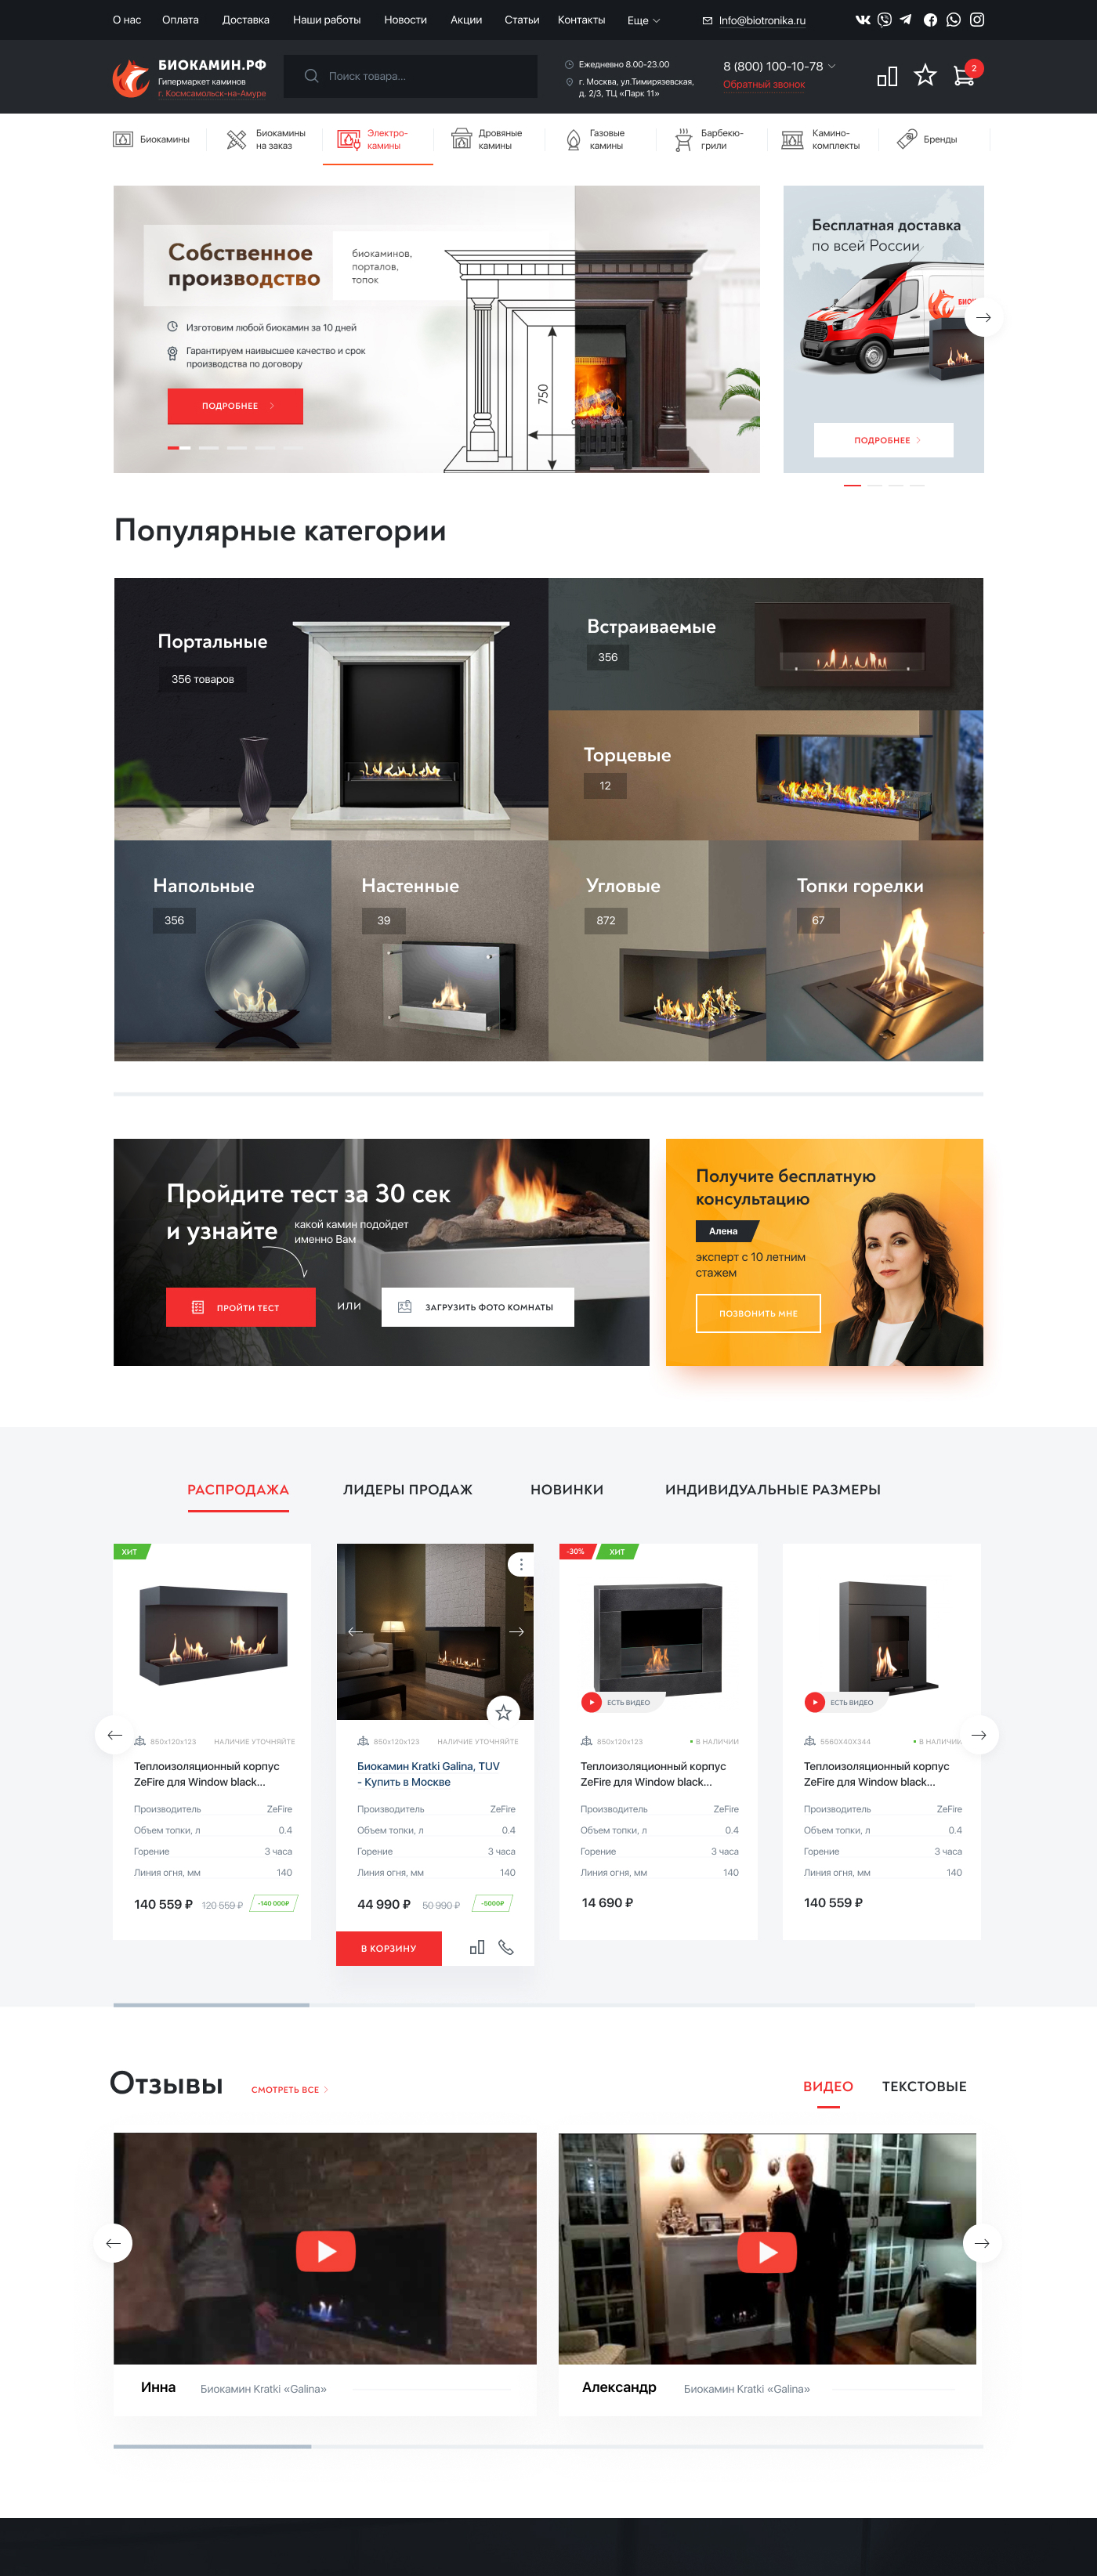 О нас Оплата Доставка Наши работы Новости Акции Статьи Контакты Еще Info@biotronika.ru
БИОКАМИН.РФ
Гипермаркет каминов
г. Космсамольск-на-Амуре
Поиск товара...
Ежедневно 8.00-23.00
г. Москва, ул.Тимирязевская,
д. 2/3, ТЦ «Парк 11»
8 (800) 100-10-78
Обратный звонок
2
Биокамины
Биокамины
на заказ
Электро-
камины
Дровяные
камины
Газовые
камины
Барбекю-
грили
Камино-
комплекты
Бренды
Собственное
производство
биокаминов,
порталов,
топок
Изготовим любой биокамин за 10 дней
Гарантируем наивысшее качество и срок
производства по договору
ПОДРОБНЕЕ
750
Бесплатная доставка
по всей России
ПОДРОБНЕЕ
Популярные категории
Портальные
356 товаров
Встраиваемые
356
Торцевые
12
Напольные
356
Настенные
39
Угловые
872
Топки горелки
67
Пройдите тест за 30 сек
и узнайте
какой камин подойдет
именно Вам
ПРОЙТИ ТЕСТ
ИЛИ
ЗАГРУЗИТЬ ФОТО КОМНАТЫ
Получите бесплатную
консультацию
Алена
эксперт с 10 летним
стажем
ПОЗВОНИТЬ МНЕ
РАСПРОДАЖА ЛИДЕРЫ ПРОДАЖ НОВИНКИ ИНДИВИДУАЛЬНЫЕ РАЗМЕРЫ
ХИТ
850x120x123 НАЛИЧИЕ УТОЧНЯЙТЕ
Теплоизоляционный корпус
ZeFire для Window black...
Производитель ZeFire
Объем топки, л 0.4
Горение 3 часа
Линия огня, мм 140
140 559 ₽ 120 559 ₽ -140 000₽
850x120x123 НАЛИЧИЕ УТОЧНЯЙТЕ
Биокамин Kratki Galina, TUV
- Купить в Москве
Производитель ZeFire
Объем топки, л 0.4
Горение 3 часа
Линия огня, мм 140
44 990 ₽ 50 990 ₽ -5000₽
В КОРЗИНУ
-30% ХИТ
ЕСТЬ ВИДЕО
850x120x123 В НАЛИЧИИ
Теплоизоляционный корпус
ZeFire для Window black...
Производитель ZeFire
Объем топки, л 0.4
Горение 3 часа
Линия огня, мм 140
14 690 ₽
ЕСТЬ ВИДЕО
5560X40X344 В НАЛИЧИИ
Теплоизоляционный корпус
ZeFire для Window black...
Производитель ZeFire
Объем топки, л 0.4
Горение 3 часа
Линия огня, мм 140
140 559 ₽
Отзывы
СМОТРЕТЬ ВСЕ
ВИДЕО ТЕКСТОВЫЕ
Инна Биокамин Kratki «Galina»
Александр Биокамин Kratki «Galina»